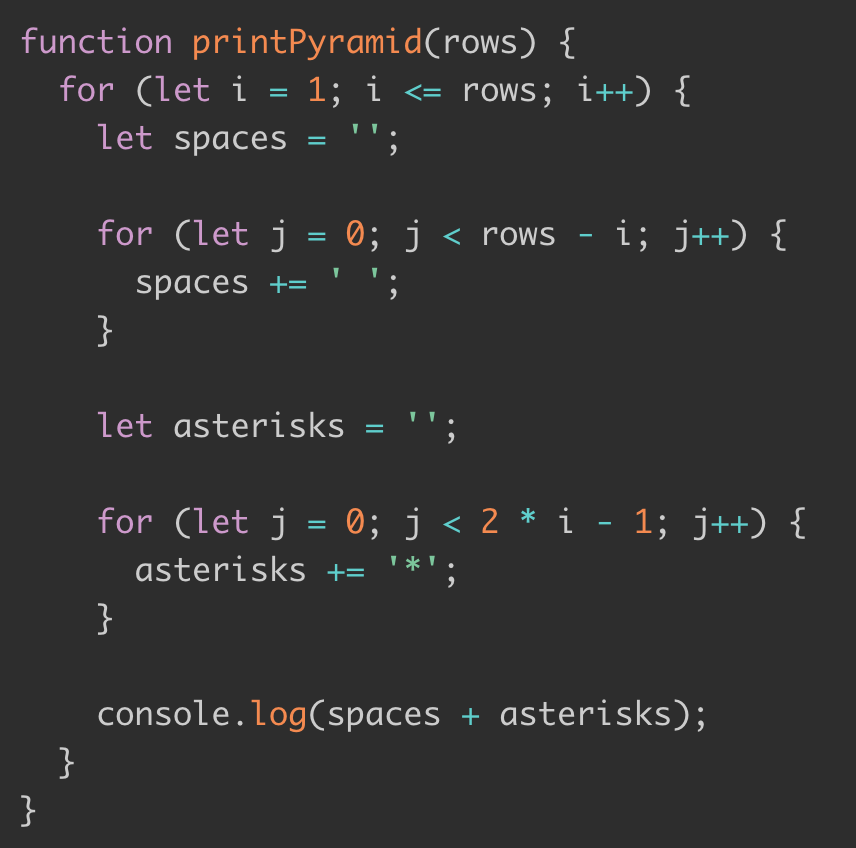 function printPyramid(rows) {
  for (let i = 1; i <= rows; i++) {
    let spaces = '';

    for (let j = 0; j < rows - i; j++) {
      spaces += ' ';
    }

    let asterisks = '';

    for (let j = 0; j < 2 * i - 1; j++) {
      asterisks += '*';
    }

    console.log(spaces + asterisks);
  }
}